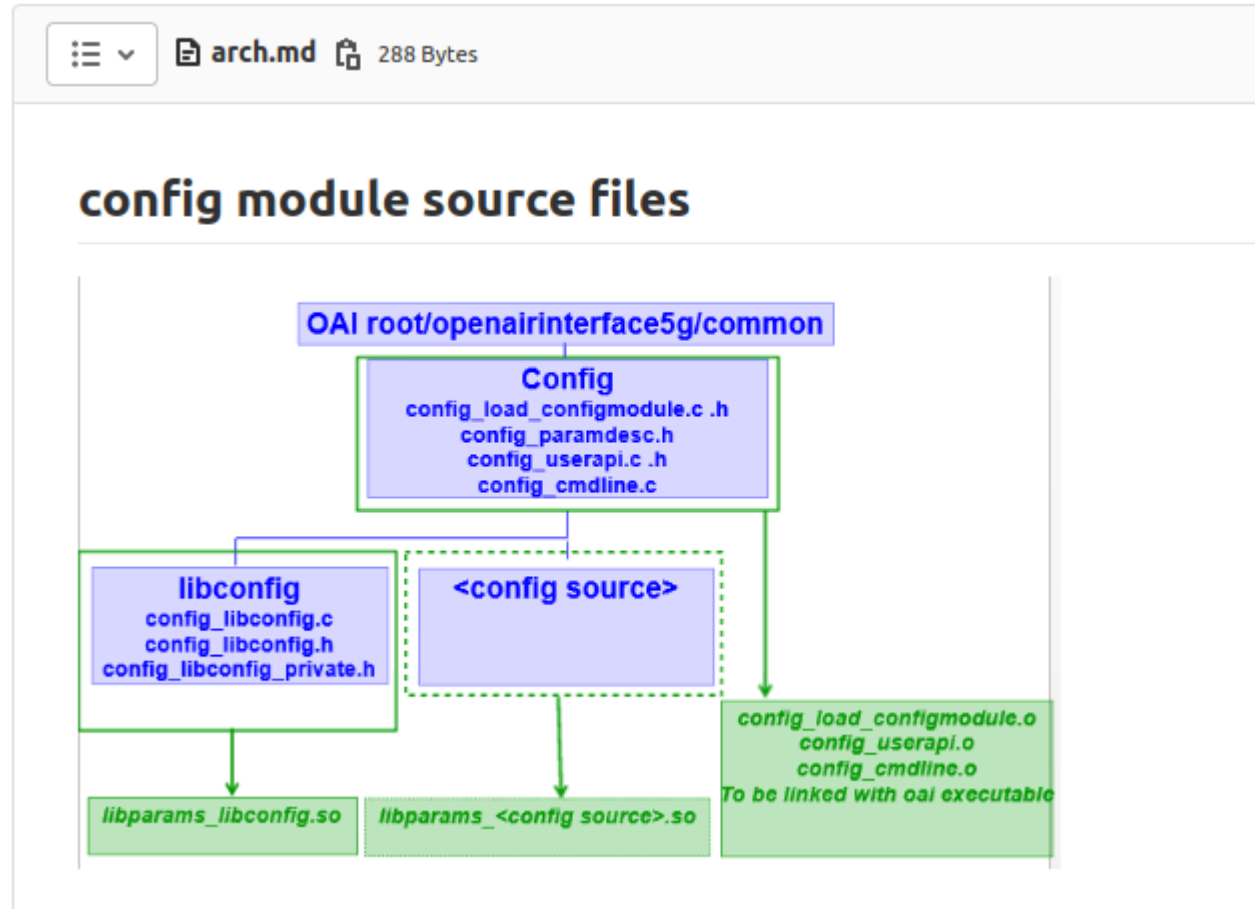 arch.md 288 Bytes
config module source files
OAI root/openairinterface5g/common
Config
config_load_configmodule.c .h
config_paramdesc.h
config_userapi.c .h
config_cmdline.c
libconfig
config_libconfig.c
config_libconfig.h
config_libconfig_private.h
<config source>
config_load_configmodule.o
config_userapi.o
config_cmdline.o
To be linked with oai executable
libparams_libconfig.so
libparams_<config source>.so